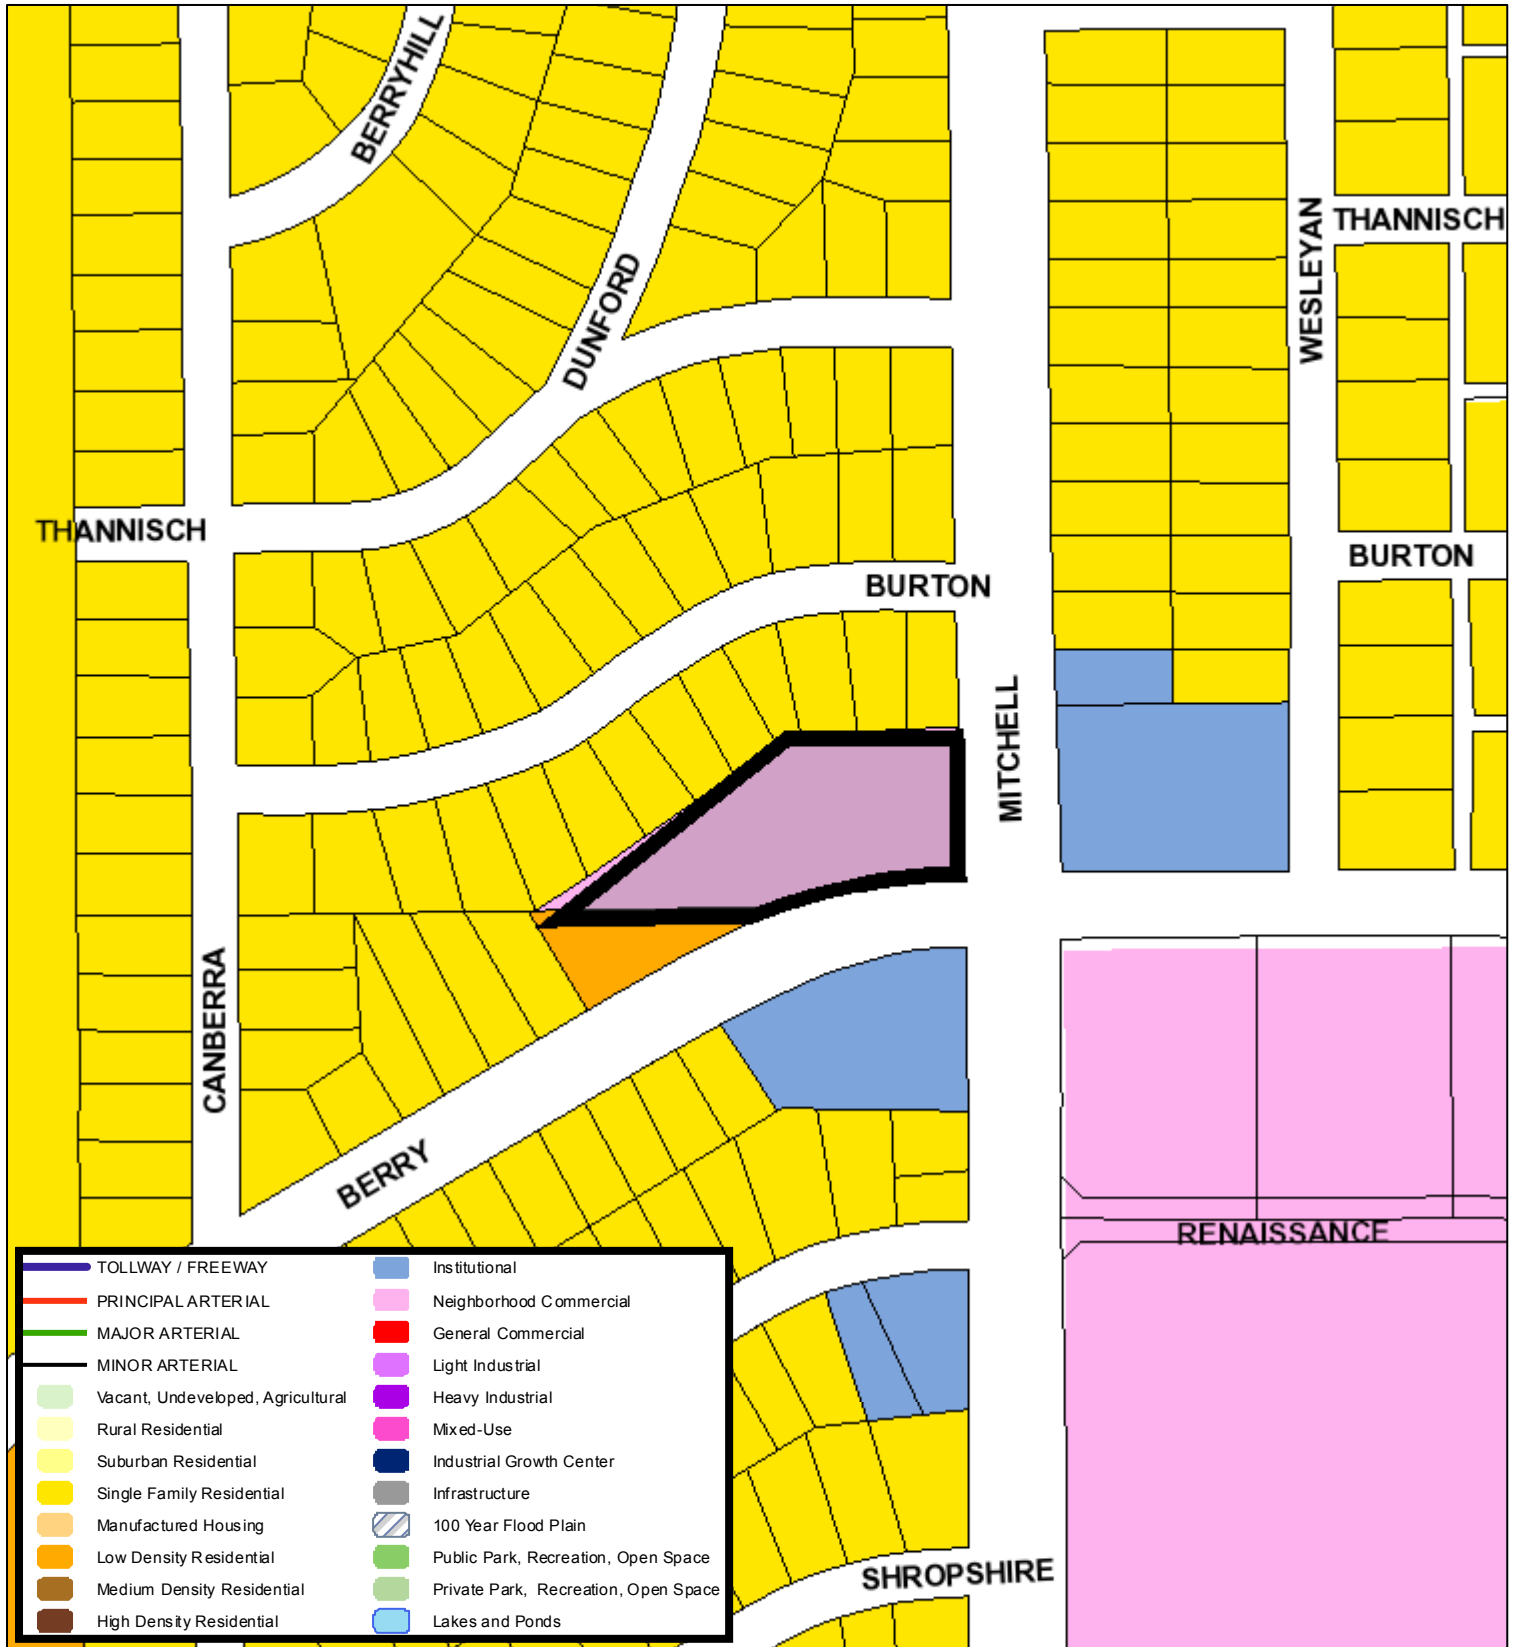 BERRYHILL
THANNISCH
WESLEYAN
DUNFORD
THANNISCH
BURTON
BURTON
MITCHELL
CANBERRA
BERRY
RENAISSANCE
SHROPSHIRE
TOLLWAY / FREEWAY
PRINCIPAL ARTERIAL
MAJOR ARTERIAL
MINOR ARTERIAL
Vacant, Undeveloped, Agricultural
Rural Residential
Suburban Residential
Single Family Residential
Manufactured Housing
Low Density Residential
Medium Density Residential
High Density Residential
Institutional
Neighborhood Commercial
General Commercial
Light Industrial
Heavy Industrial
Mixed-Use
Industrial Growth Center
Infrastructure
100 Year Flood Plain
Public Park, Recreation, Open Space
Private Park, Recreation, Open Space
Lakes and Ponds